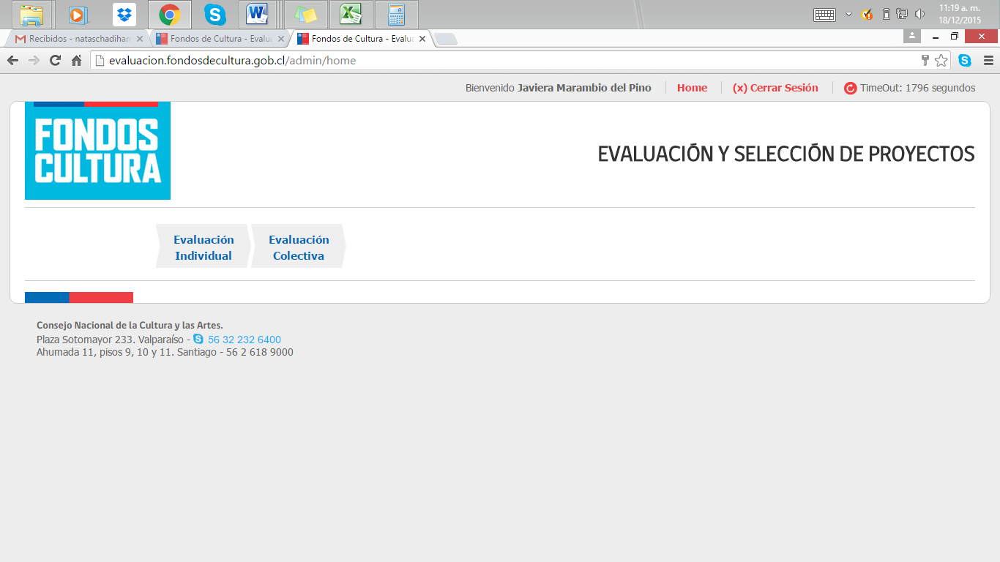 11:19 a. m.
18/12/2015
Recibidos - nataschadihar
Fondos de Cultura - Evalua
Fondos de Cultura - Evalua
evaluacion.fondosdecultura.gob.cl/admin/home
Bienvenido Javiera Marambio del Pino
Home
(x) Cerrar Sesión
TimeOut: 1796 segundos
FONDOS
CULTURA
EVALUACIÓN Y SELECCIÓN DE PROYECTOS
Evaluación
Individual
Evaluación
Colectiva
Consejo Nacional de la Cultura y las Artes.
Plaza Sotomayor 233. Valparaíso - 56 32 232 6400
Ahumada 11, pisos 9, 10 y 11. Santiago - 56 2 618 9000